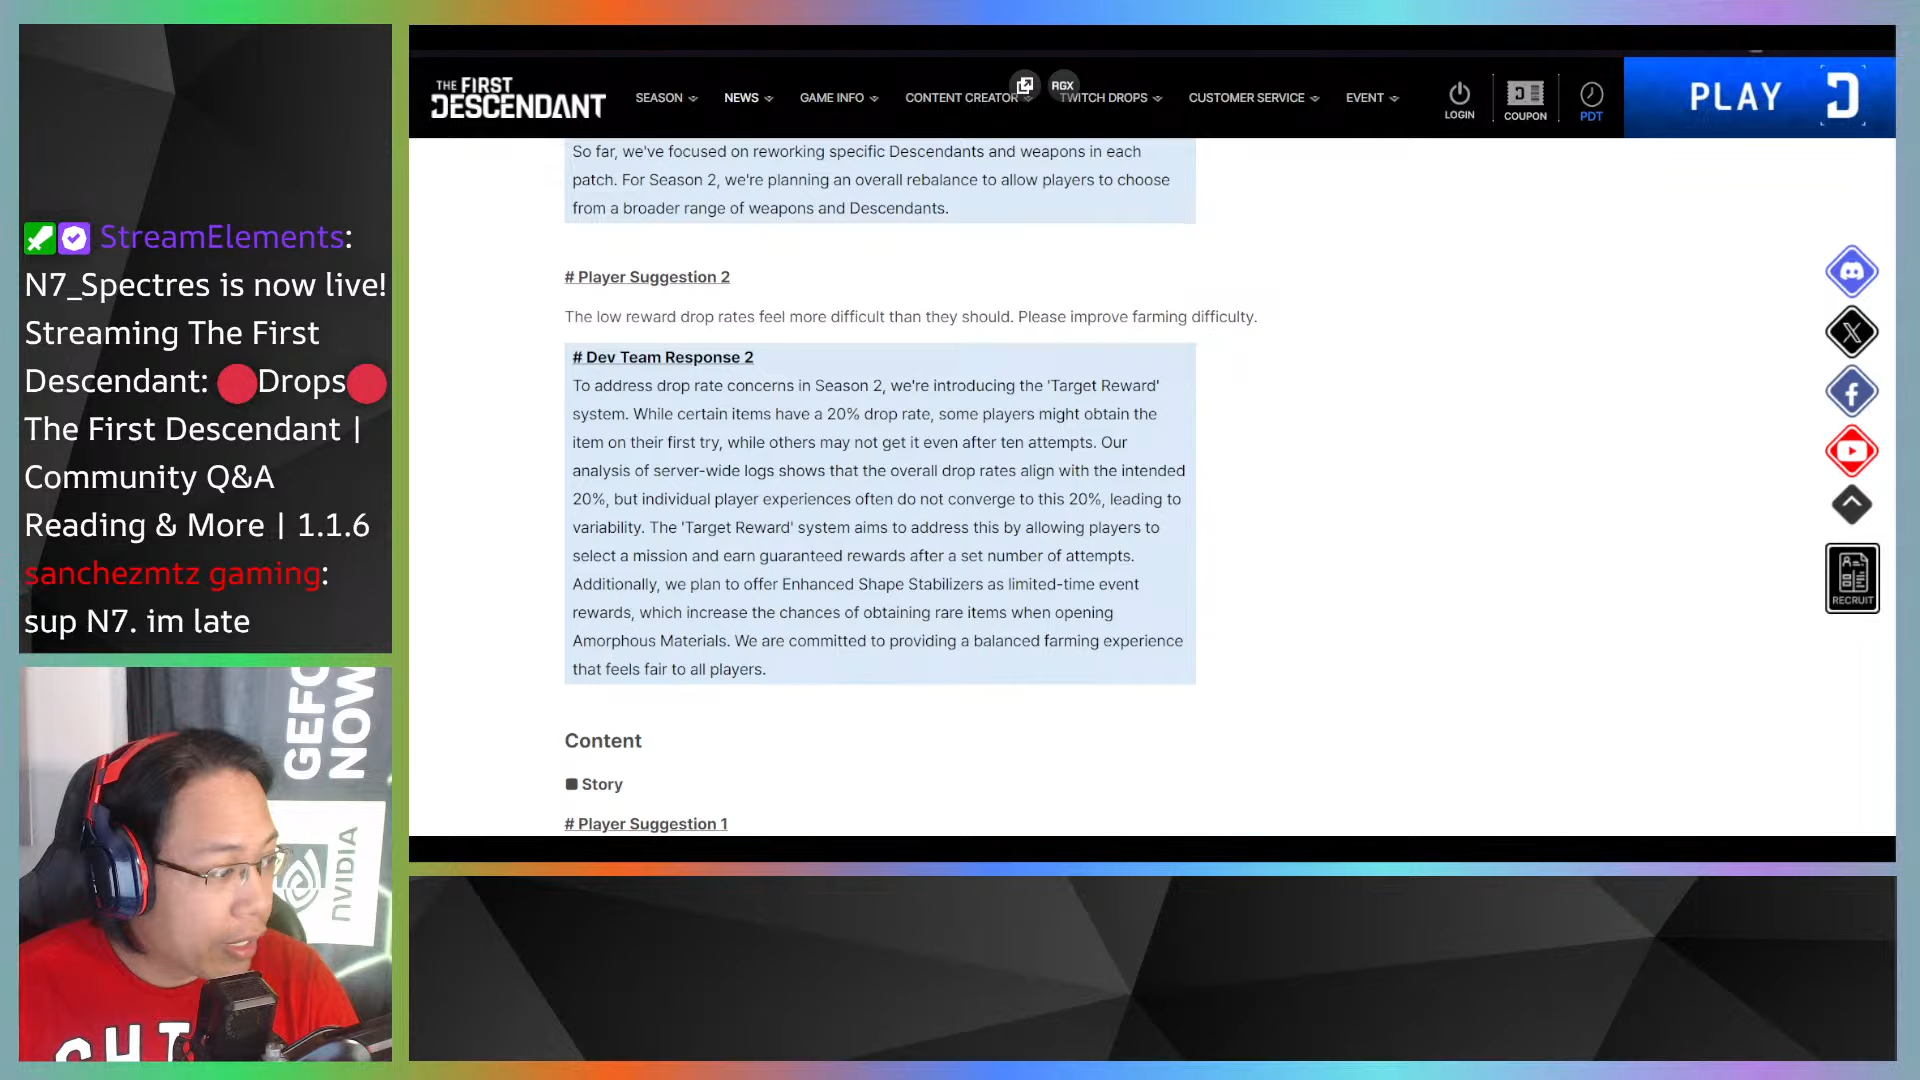 StreamElements:
N7_Spectres is now live!
Streaming The First
Descendant: 🔴Drops🔴
The First Descendant |
Community Q&A
Reading & More | 1.1.6
sanchezmtz gaming:
sup N7. im late
GEFO
NOW
NVIDIA
THE FIRST
DESCENDANT
SEASON
NEWS
GAME INFO
CONTENT CREATOR
RGX
TWITCH DROPS
CUSTOMER SERVICE
EVENT
LOGIN
COUPON
PDT
PLAY
So far, we've focused on reworking specific Descendants and weapons in each
patch. For Season 2, we're planning an overall rebalance to allow players to choose
from a broader range of weapons and Descendants.
# Player Suggestion 2
The low reward drop rates feel more difficult than they should. Please improve farming difficulty.
# Dev Team Response 2
To address drop rate concerns in Season 2, we're introducing the 'Target Reward'
system. While certain items have a 20% drop rate, some players might obtain the
item on their first try, while others may not get it even after ten attempts. Our
analysis of server-wide logs shows that the overall drop rates align with the intended
20%, but individual player experiences often do not converge to this 20%, leading to
variability. The 'Target Reward' system aims to address this by allowing players to
select a mission and earn guaranteed rewards after a set number of attempts.
Additionally, we plan to offer Enhanced Shape Stabilizers as limited-time event
rewards, which increase the chances of obtaining rare items when opening
Amorphous Materials. We are committed to providing a balanced farming experience
that feels fair to all players.
Content
Story
# Player Suggestion 1
RECRUIT